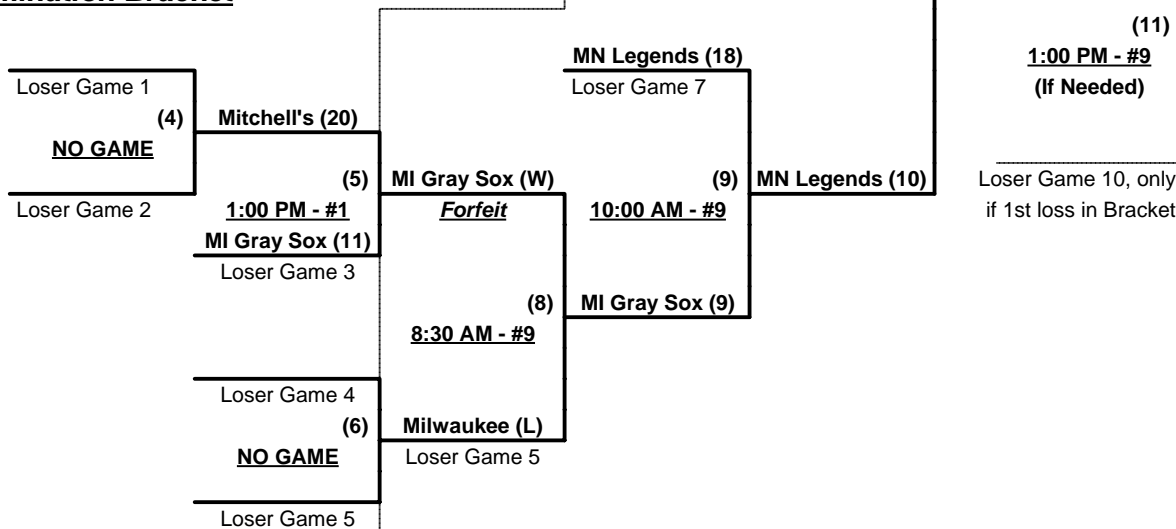 (11)
MN Legends (18)
1:00 PM - #9
Loser Game 1
Loser Game 7
(If Needed)
(4)
Mitchell's (20)
NO GAME
(5)
MI Gray Sox (W)
(9)
MN Legends (10)
Loser Game 10, only
Loser Game 2
1:00 PM - #1
Forfeit
10:00 AM - #9
if 1st loss in Bracket
MI Gray Sox (11)
Loser Game 3
(8)
MI Gray Sox (9)
8:30 AM - #9
Loser Game 4
(6)
Milwaukee (L)
NO GAME
Loser Game 5
Loser Game 5